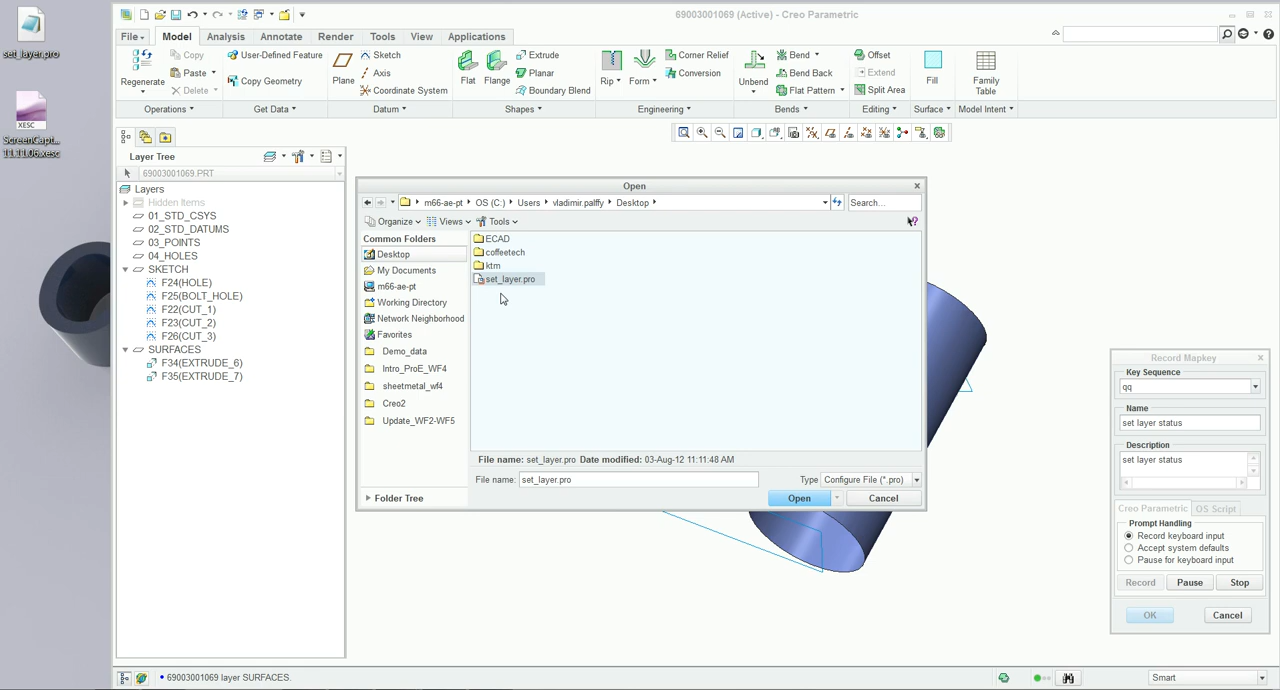 set_layer.pro
XESC
ScreenCapt...
11.11.06.xesc
69003001069 (Active) - Creo Parametric
File
Model
Analysis
Annotate
Render
Tools
View
Applications
Regenerate
Copy
Paste
Delete
Operations
User-Defined Feature
Copy Geometry
Get Data
Plane
Sketch
Axis
Coordinate System
Datum
Flat
Flange
Extrude
Planar
Boundary Blend
Shapes
Rip
Form
Corner Relief
Conversion
Engineering
Unbend
Bend
Bend Back
Flat Pattern
Bends
Offset
Extend
Split Area
Editing
Fill
Surface
Family
Table
Model Intent
Layer Tree
69003001069.PRT
Layers
Hidden Items
01_STD_CSYS
02_STD_DATUMS
03_POINTS
04_HOLES
SKETCH
F24(HOLE)
F25(BOLT_HOLE)
F22(CUT_1)
F23(CUT_2)
F26(CUT_3)
SURFACES
F34(EXTRUDE_6)
F35(EXTRUDE_7)
Open
m66-ae-pt
OS (C:)
Users
vladimir.palffy
Desktop
Search...
Organize
Views
Tools
Common Folders
Desktop
My Documents
m66-ae-pt
Working Directory
Network Neighborhood
Favorites
Demo_data
Intro_ProE_WF4
sheetmetal_wf4
Creo2
Update_WF2-WF5
Folder Tree
ECAD
coffeetech
ktm
set_layer.pro
File name: set_layer.pro Date modified: 03-Aug-12 11:11:48 AM
File name: set_layer.pro
Type Configure File (*.pro)
Open
Cancel
Record Mapkey
Key Sequence
qq
Name
set layer status
Description
set layer status
Creo Parametric
OS Script
Prompt Handling
Record keyboard input
Accept system defaults
Pause for keyboard input
Record
Pause
Stop
OK
Cancel
69003001069 layer SURFACES.
Smart